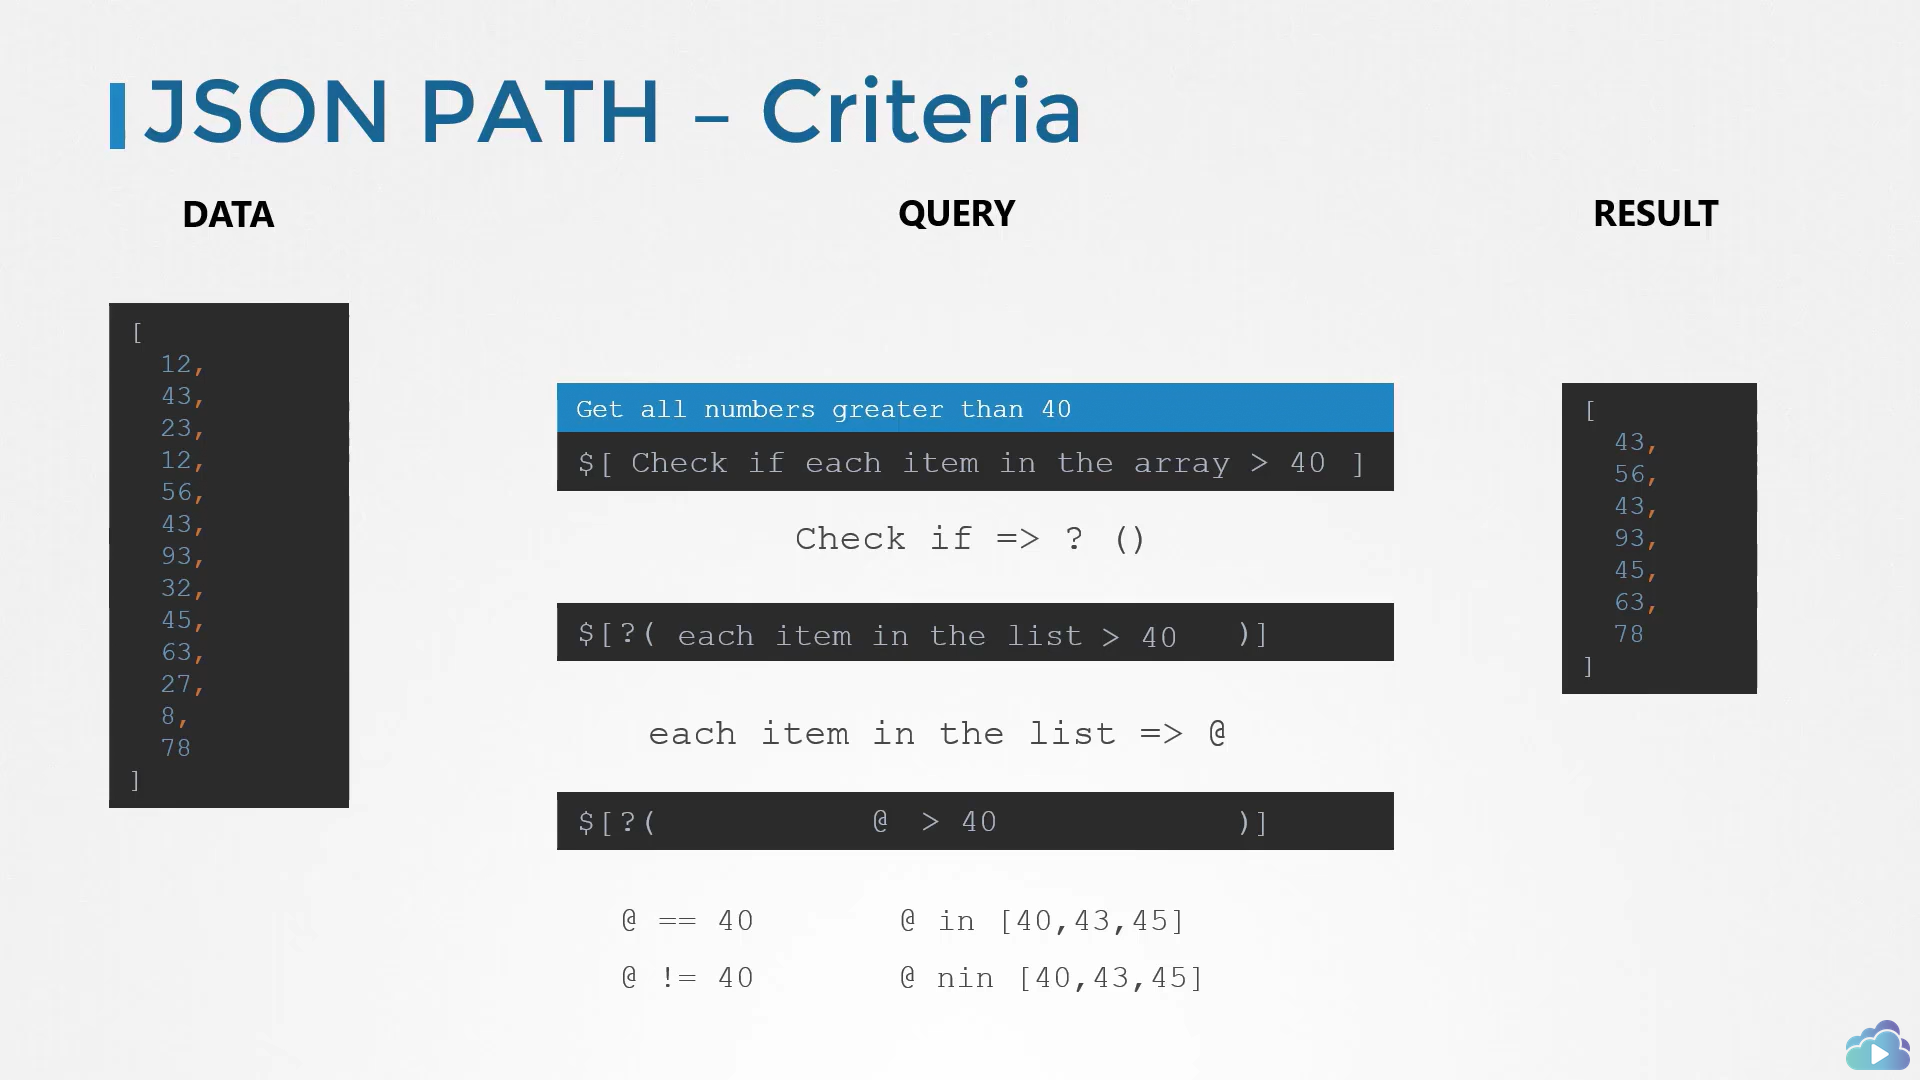 JSON PATH – Criteria
DATA
QUERY
RESULT
[
12,
43,
23,
12,
56,
43,
93,
32,
45,
63,
27,
8,
78
]
Get all numbers greater than 40
$[ Check if each item in the array > 40 ]
Check if => ? ()
$[?( each item in the list > 40 )]
each item in the list => @
$[?( @ > 40 )]
@ == 40
@ in [40,43,45]
@ != 40
@ nin [40,43,45]
[
43,
56,
43,
93,
45,
63,
78
]